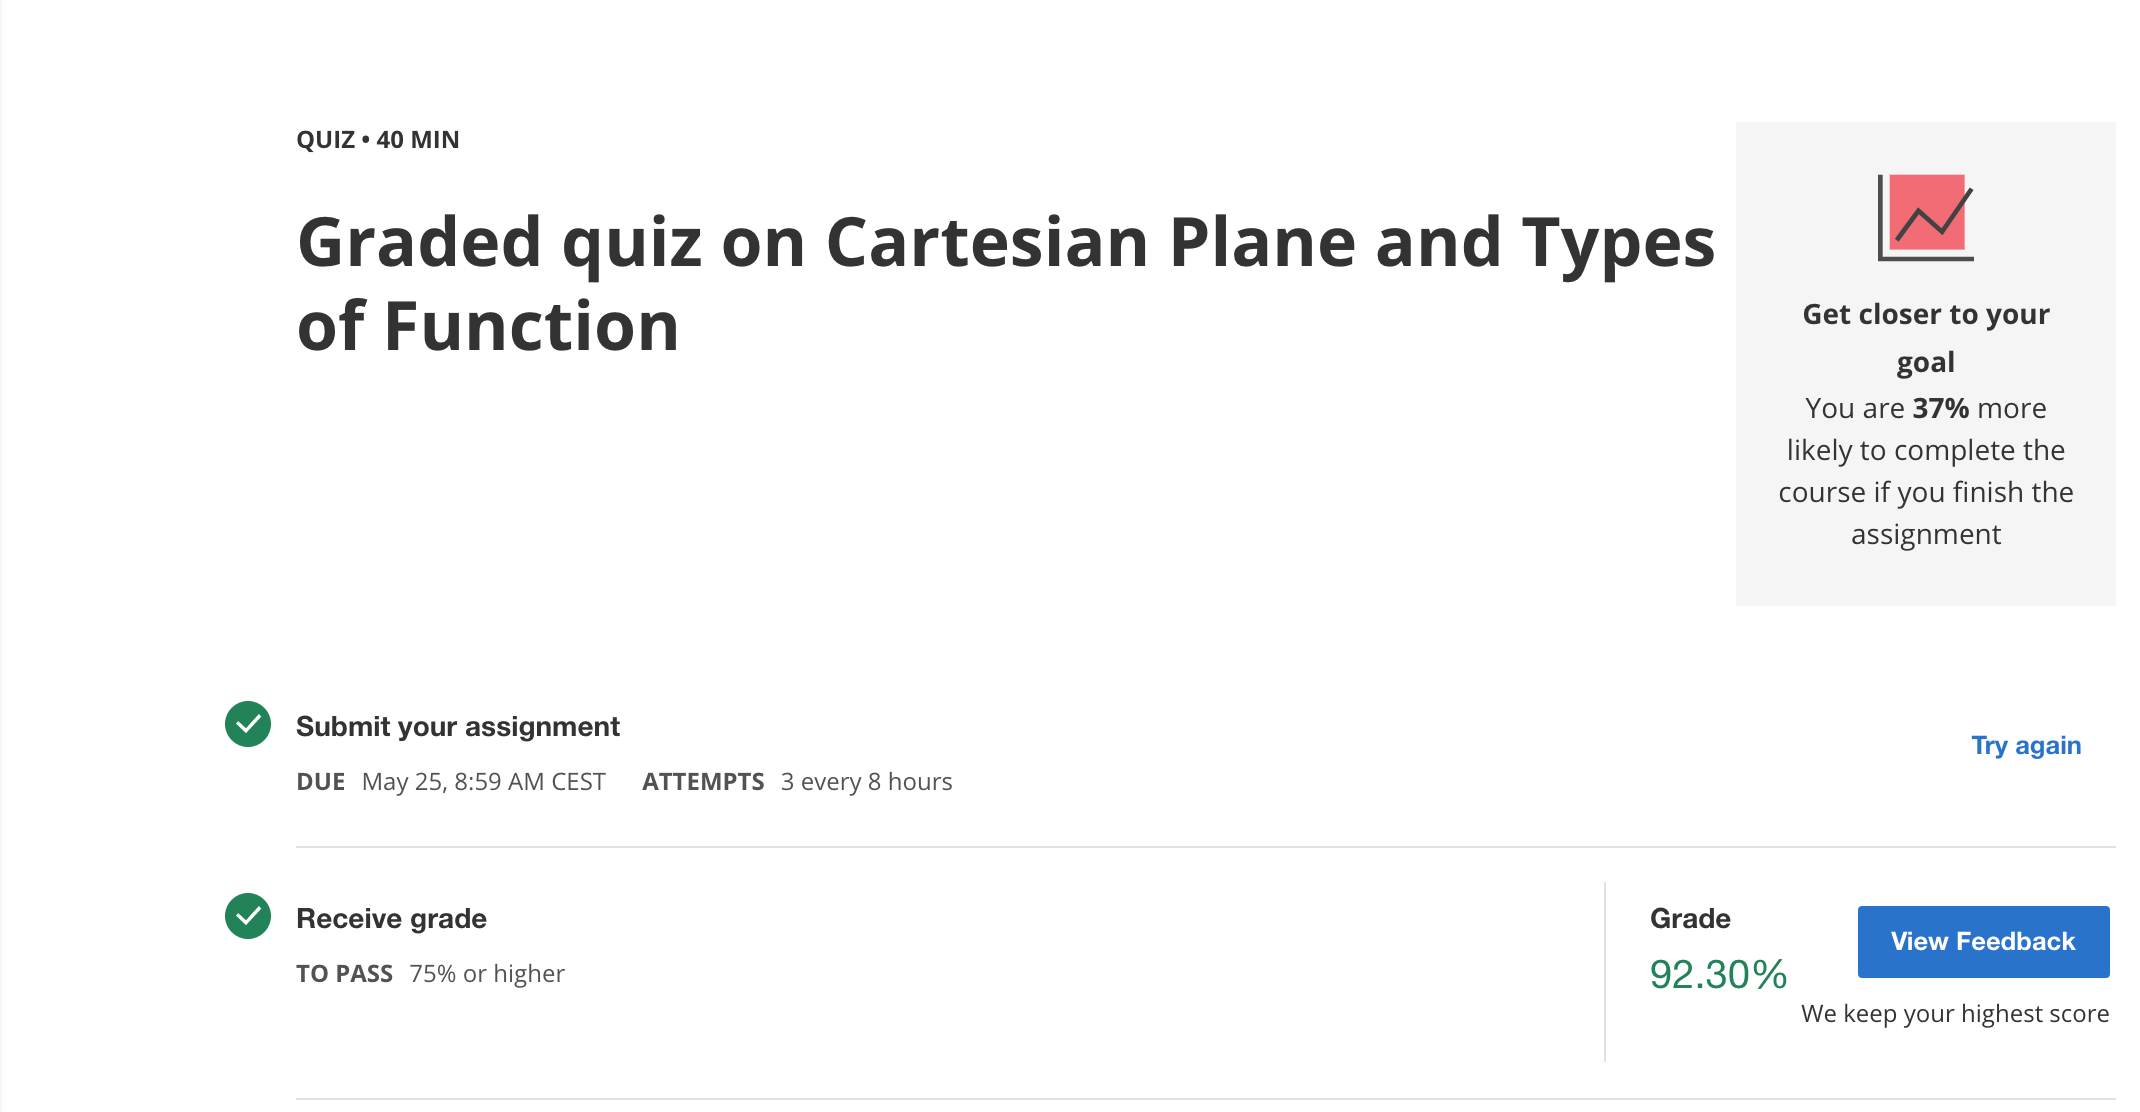 QUIZ • 40 MIN
Graded quiz on Cartesian Plane and Types
of Function
Get closer to your
goal
You are 37% more
likely to complete the
course if you finish the
assignment
Submit your assignment
DUE May 25, 8:59 AM CEST ATTEMPTS 3 every 8 hours
Try again
Receive grade
TO PASS 75% or higher
Grade
92.30%
View Feedback
We keep your highest score